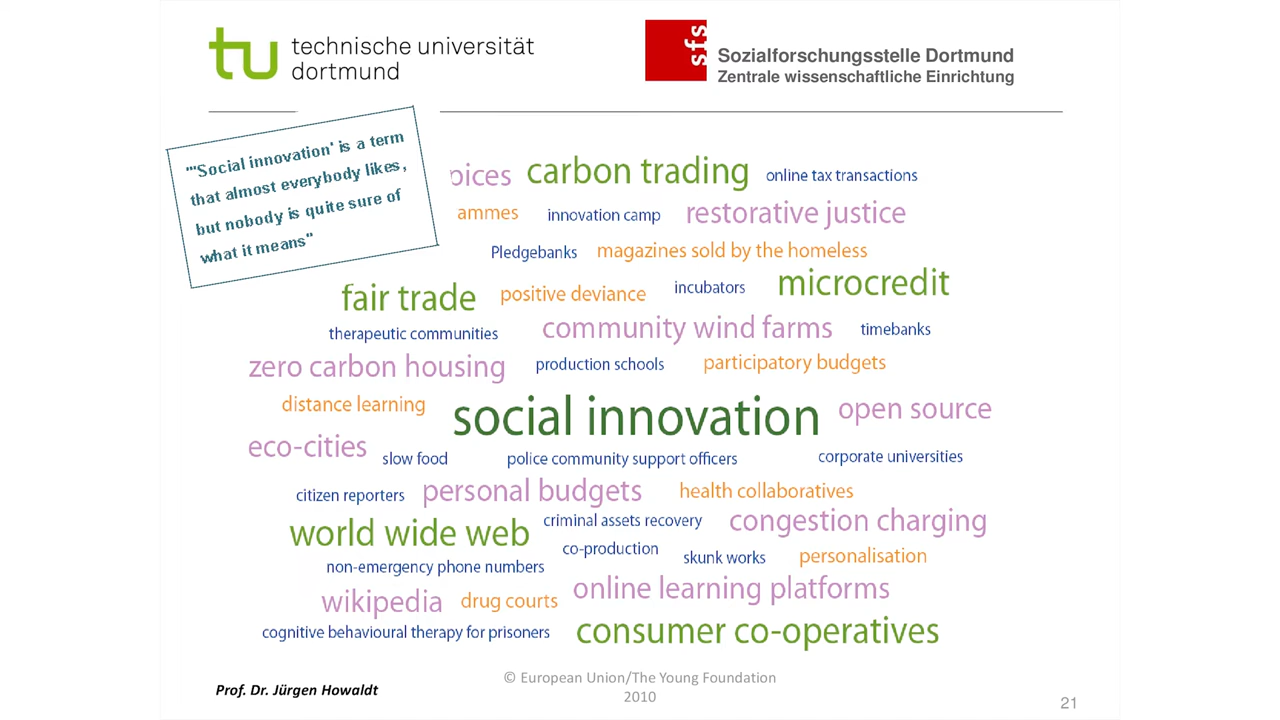 tu technische universität
dortmund
sfs Sozialforschungsstelle Dortmund
Zentrale wissenschaftliche Einrichtung
"'Social innovation' is a term
that almost everybody likes,
but nobody is quite sure of
what it means"
carbon trading online tax transactions
innovation camp restorative justice
Pledgebanks magazines sold by the homeless
fair trade positive deviance incubators microcredit
therapeutic communities community wind farms timebanks
zero carbon housing production schools participatory budgets
distance learning social innovation open source
eco-cities slow food police community support officers corporate universities
citizen reporters personal budgets health collaboratives
world wide web criminal assets recovery congestion charging
co-production skunk works personalisation
non-emergency phone numbers
wikipedia drug courts online learning platforms
cognitive behavioural therapy for prisoners consumer co-operatives
Prof. Dr. Jürgen Howaldt
© European Union/The Young Foundation
2010
21